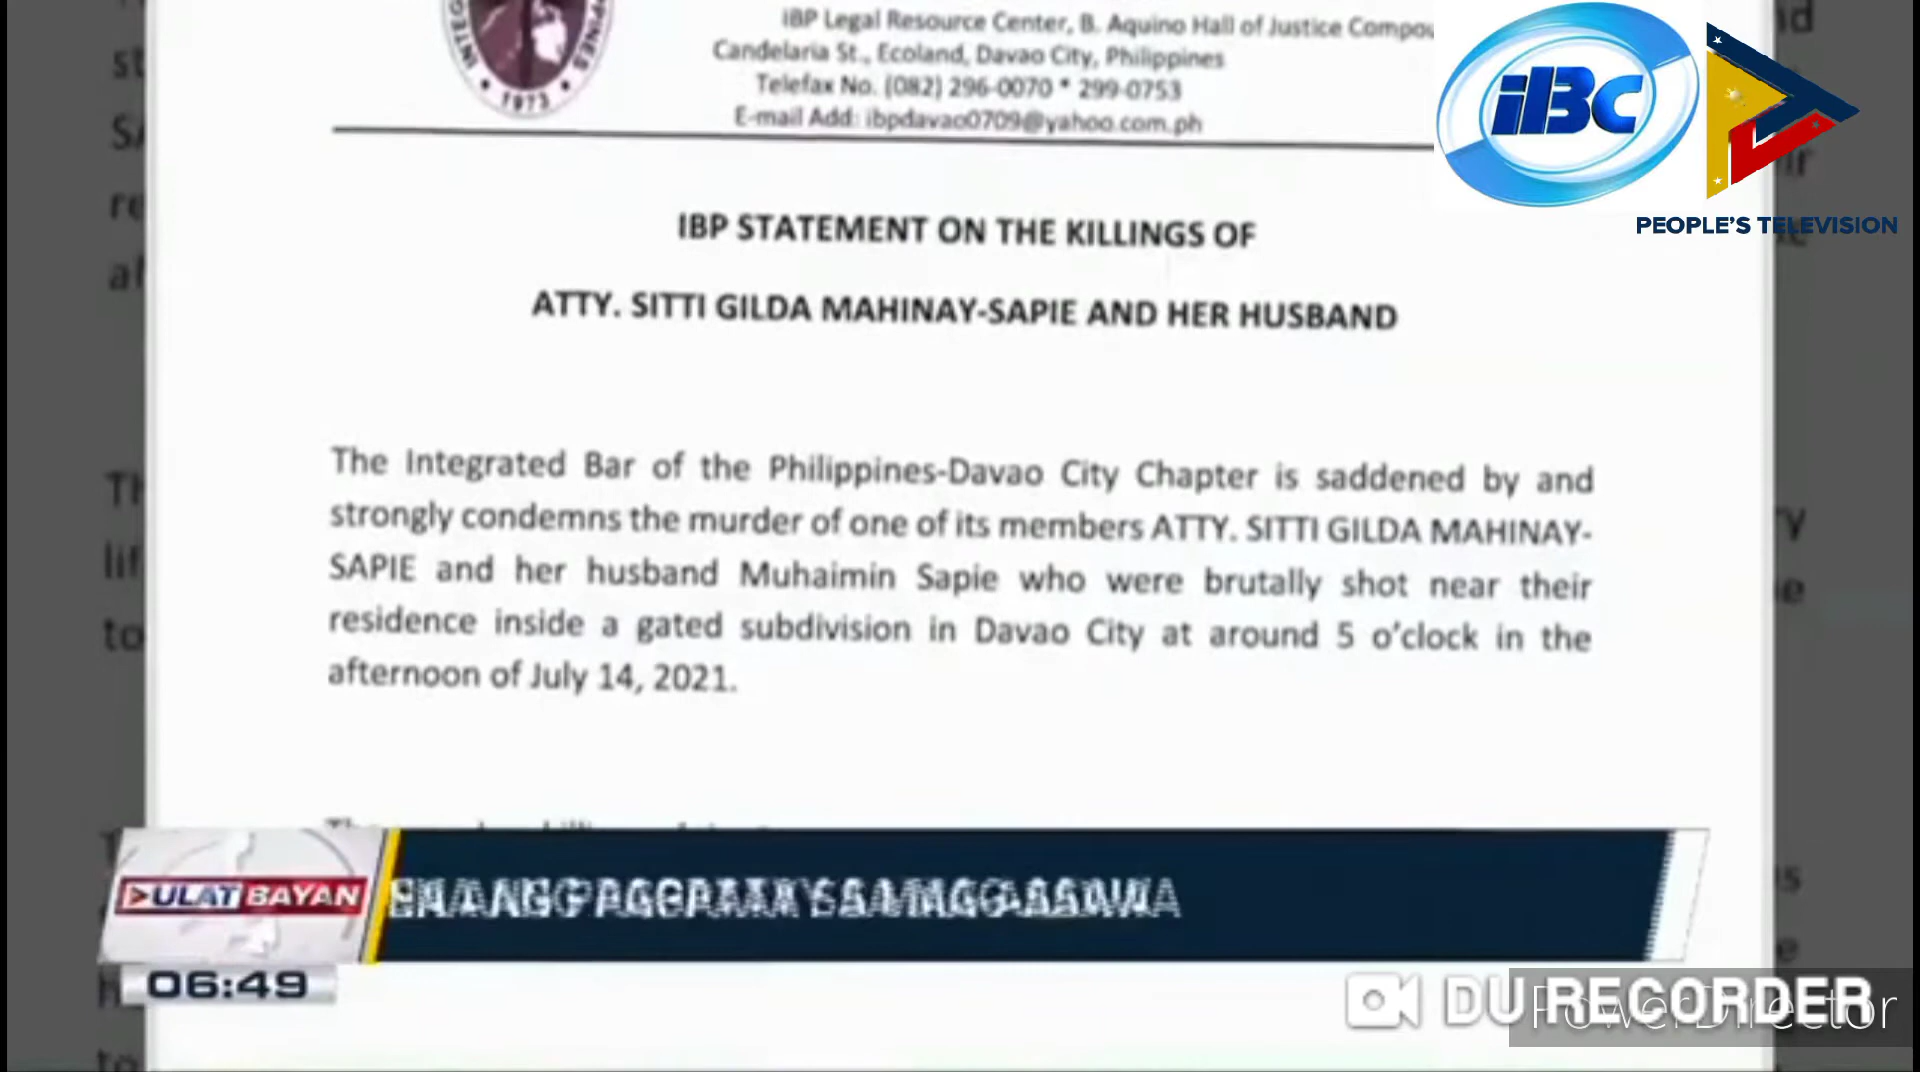 IBP Legal Resource Center, B. Aquino Hall of Justice Compou
Candelaria St., Ecoland, Davao City, Philippines
Telefax No. (082) 296-0070 * 299-0753
E-mail Add: ibpdavao0709@yahoo.com.ph
1973
iBC
PEOPLE'S TELEVISION
IBP STATEMENT ON THE KILLINGS OF
ATTY. SITTI GILDA MAHINAY-SAPIE AND HER HUSBAND
The Integrated Bar of the Philippines-Davao City Chapter is saddened by and
strongly condemns the murder of one of its members ATTY. SITTI GILDA MAHINAY-
SAPIE and her husband Muhaimin Sapie who were brutally shot near their
residence inside a gated subdivision in Davao City at around 5 o'clock in the
afternoon of July 14, 2021.
ULAT BAYAN
06:49
DU RECORDER
PowerDirector